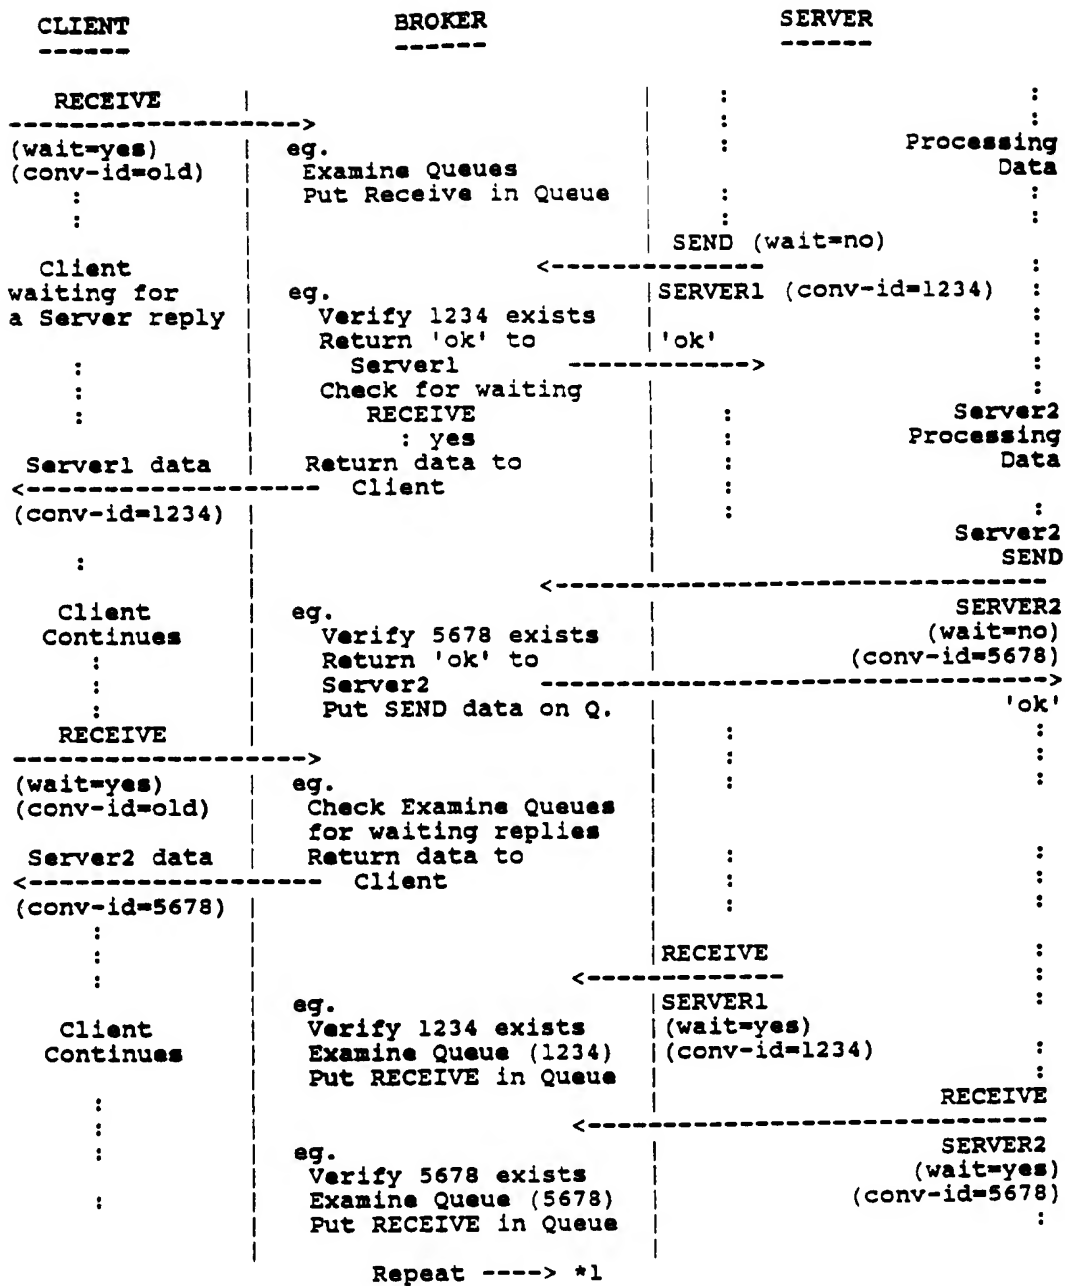 CLIENT BROKER SERVER
------ ------ ------
RECEIVE | | : :
--------------------> | : :
(wait=yes) | eg. | : Processing
(conv-id=old) | Examine Queues | Data
: | Put Receive in Queue | : :
: | | : :
| | SEND (wait=no)
Client | <-------------- :
waiting for | eg. |SERVER1 (conv-id=1234) :
a Server reply | Verify 1234 exists | :
| Return 'ok' to |'ok' :
: | Server1 -------------> :
: | Check for waiting | :
: | RECEIVE | : Server2
| : yes | : Processing
Server1 data | Return data to | : Data
<-------------------- Client | :
(conv-id=1234) | | : :
| | Server2
: | | SEND
| <----------------------------------
Client | eg. | SERVER2
Continues | Verify 5678 exists | (wait=no)
: | Return 'ok' to | (conv-id=5678)
: | Server2 ----------------------------------->
: | Put SEND data on Q. | 'ok'
RECEIVE | | : :
---------------------> | : :
(wait=yes) | eg. | : :
(conv-id=old) | Check Examine Queues |
| for waiting replies |
Server2 data | Return data to | : :
<--------------------- Client | : :
(conv-id=5678) | | : :
: | |
: | |RECEIVE :
: | <-------------- :
| eg. |SERVER1 :
Client | Verify 1234 exists |(wait=yes)
Continues | Examine Queue (1234) |(conv-id=1234) :
| Put RECEIVE in Queue | :
: | | RECEIVE
: | <--------------------------------
: | eg. | SERVER2
| Verify 5678 exists | (wait=yes)
: | Examine Queue (5678) | (conv-id=5678)
| Put RECEIVE in Queue | :
| |
Repeat ----> *1